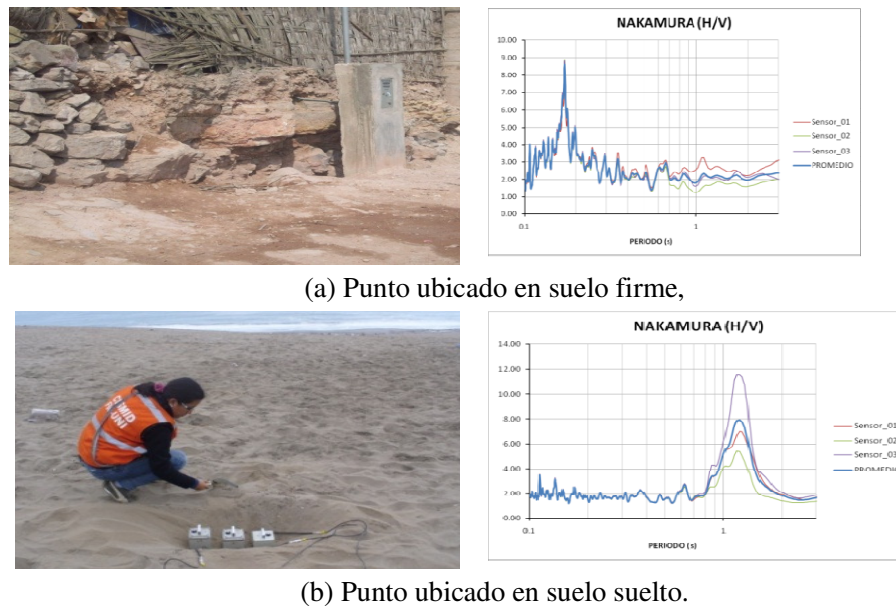 NAKAMURA (H/V)
10.00
9.00
8.00
7.00
6.00
5.00
4.00
3.00
2.00
1.00
0.00
0.1
1
PERIODO (s)
Sensor_01
Sensor_02
Sensor_03
PROMEDIO
(a) Punto ubicado en suelo firme,
NAKAMURA (H/V)
14.00
12.00
10.00
8.00
6.00
4.00
2.00
0.00
0.1
1
PERIODO (s)
Sensor_01
Sensor_02
Sensor_03
PROMEDIO
UNI
(b) Punto ubicado en suelo suelto.